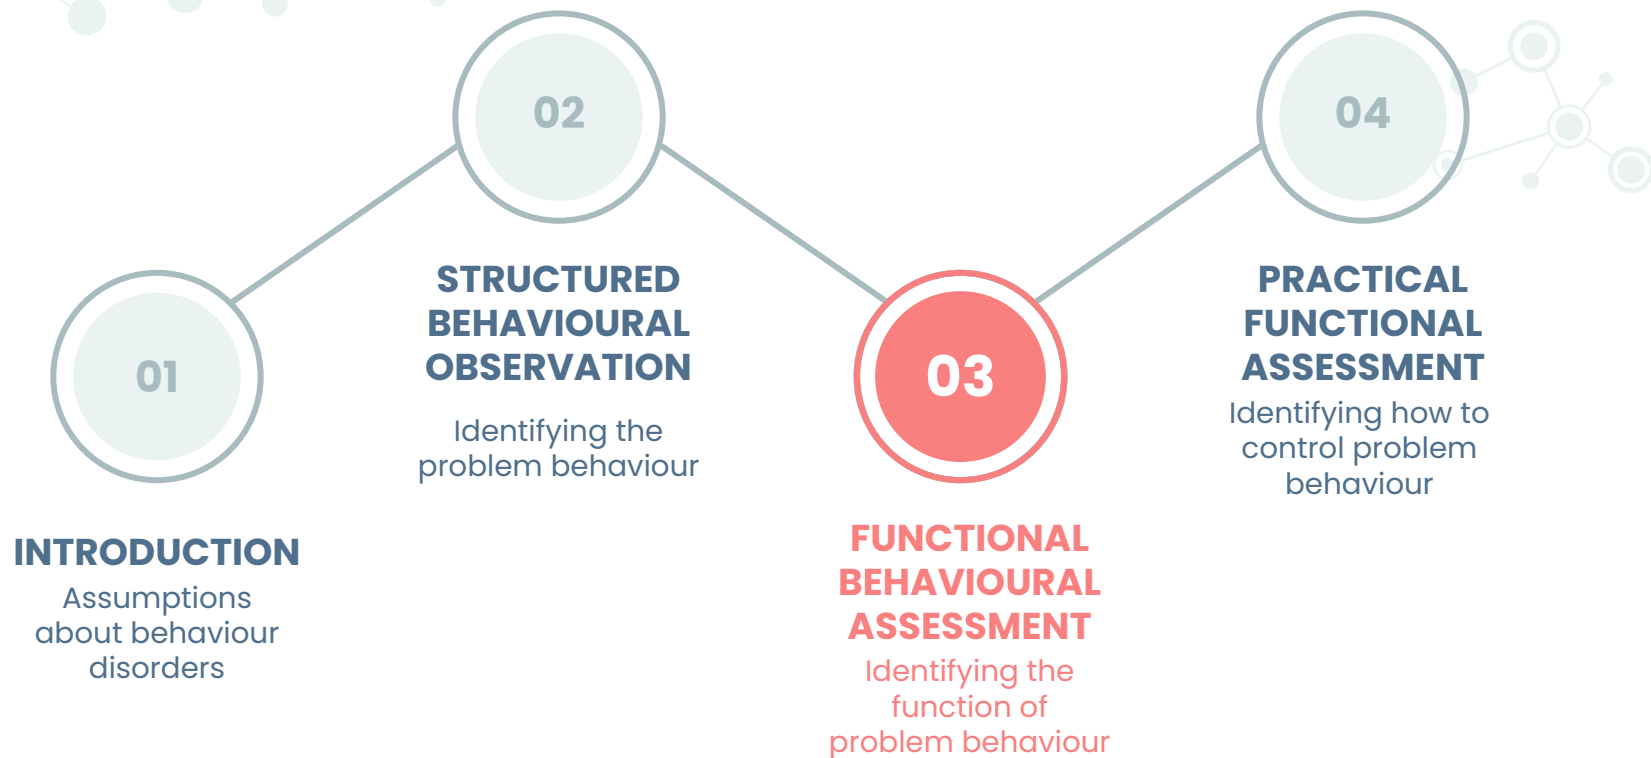 01
INTRODUCTION
Assumptions
about behaviour
disorders
02
STRUCTURED
BEHAVIOURAL
OBSERVATION
Identifying the
problem behaviour
03
FUNCTIONAL
BEHAVIOURAL
ASSESSMENT
Identifying the
function of
problem behaviour
04
PRACTICAL
FUNCTIONAL
ASSESSMENT
Identifying how to
control problem
behaviour